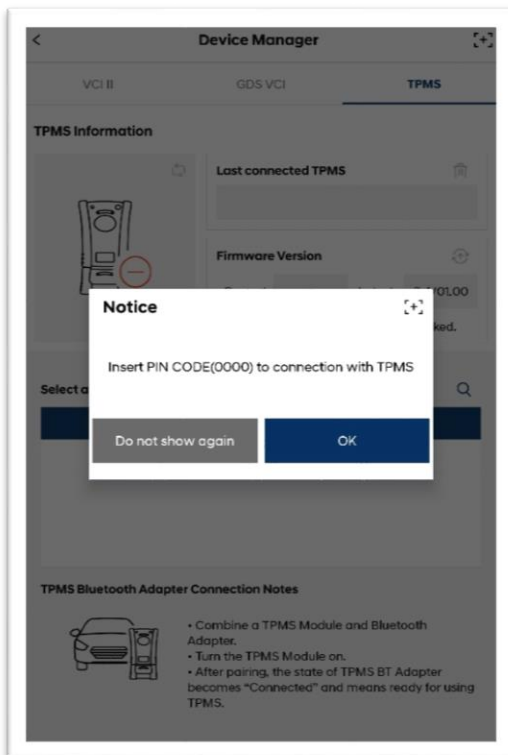 Device Manager
VCI II
GDS VCI
TPMS
TPMS Information
Last connected TPMS
Firmware Version
01.00
Notice
ked.
Insert PIN CODE(0000) to connection with TPMS
Select a
Do not show again
OK
TPMS Bluetooth Adapter Connection Notes
• Combine a TPMS Module and Bluetooth
Adapter.
• Turn the TPMS Module on.
• After pairing, the state of TPMS BT Adapter
becomes “Connected” and means ready for using
TPMS.